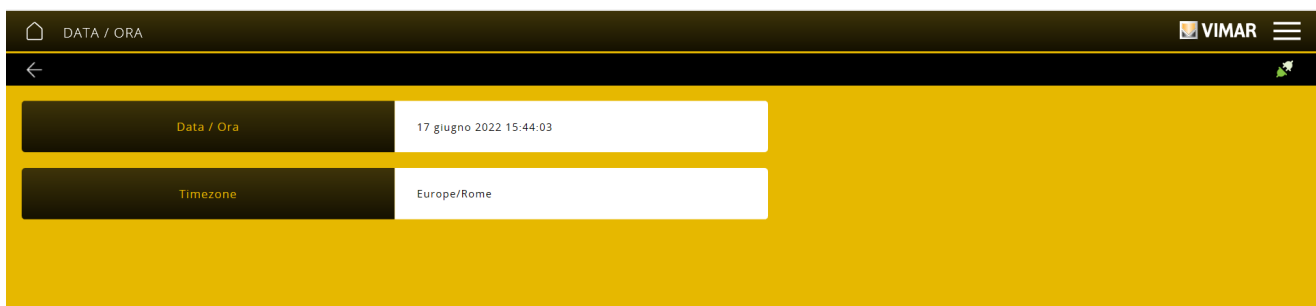 DATA / ORA
VIMAR
Data / Ora
17 giugno 2022 15:44:03
Timezone
Europe/Rome